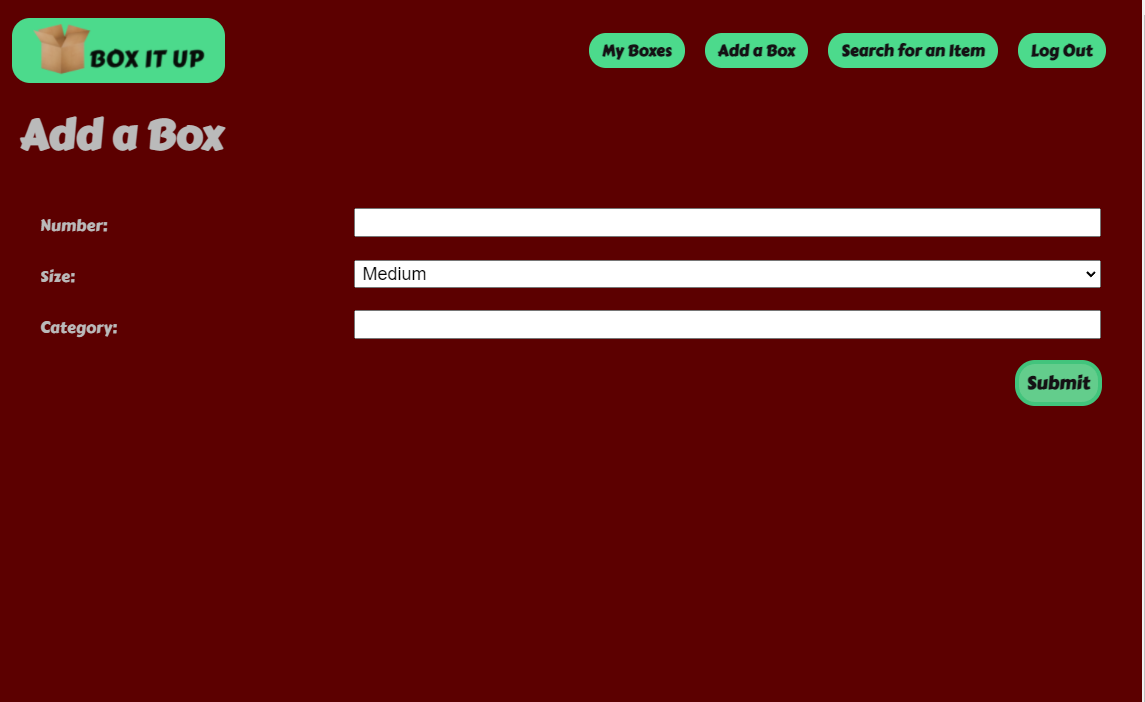 BOX IT UP
My Boxes Add a Box Search for an Item Log Out
Add a Box
Number:
Size: Medium
Category:
Submit